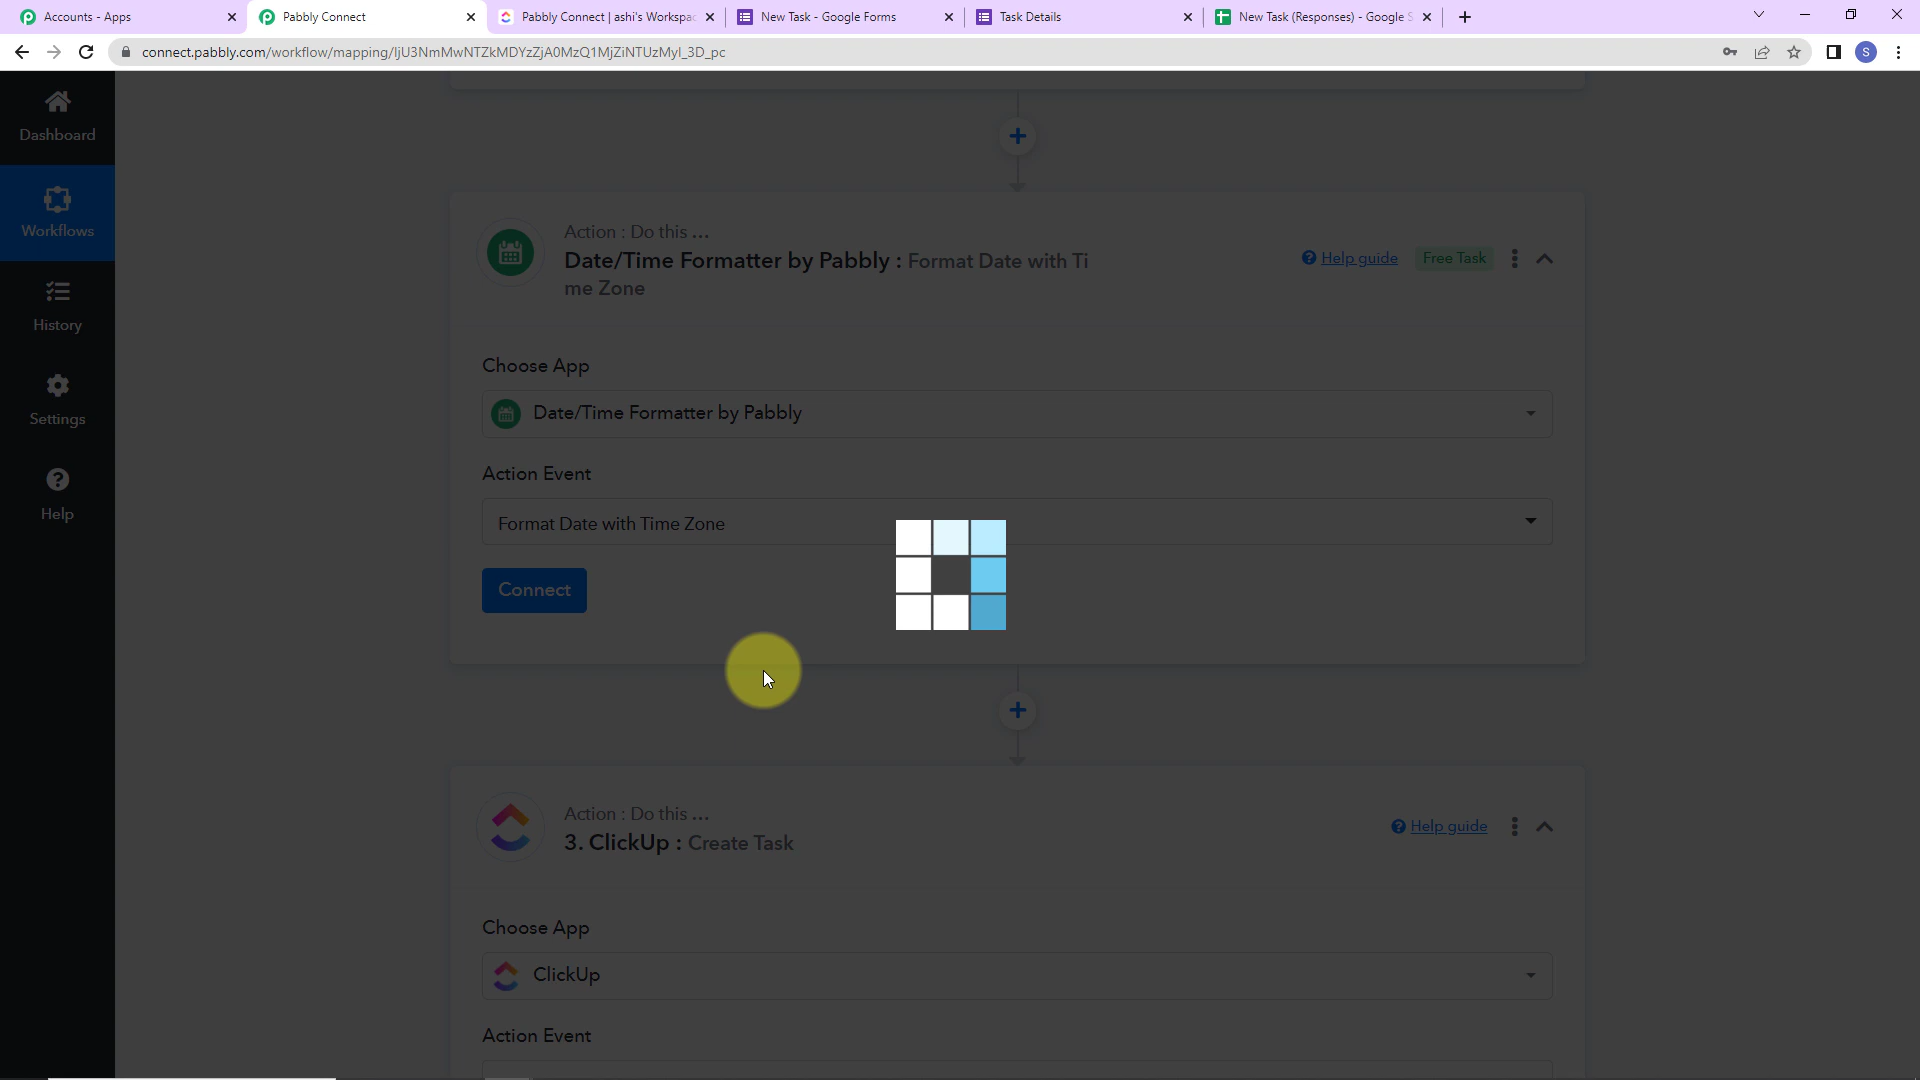 Accounts - Apps
Pabbly Connect
Pabbly Connect | ashi's Workspac
New Task - Google Forms
Task Details
New Task (Responses) - Google S
connect.pabbly.com/workflow/mapping/
S
Dashboard
Workflows
History
Settings
Help
Action : Do this ...
Date/Time Formatter by Pabbly : Format Date with Ti
me Zone
Help guide
Free Task
Choose App
Date/Time Formatter by Pabbly
Action Event
Format Date with Time Zone
Connect
Action : Do this ...
3. ClickUp : Create Task
Help guide
Choose App
ClickUp
Action Event